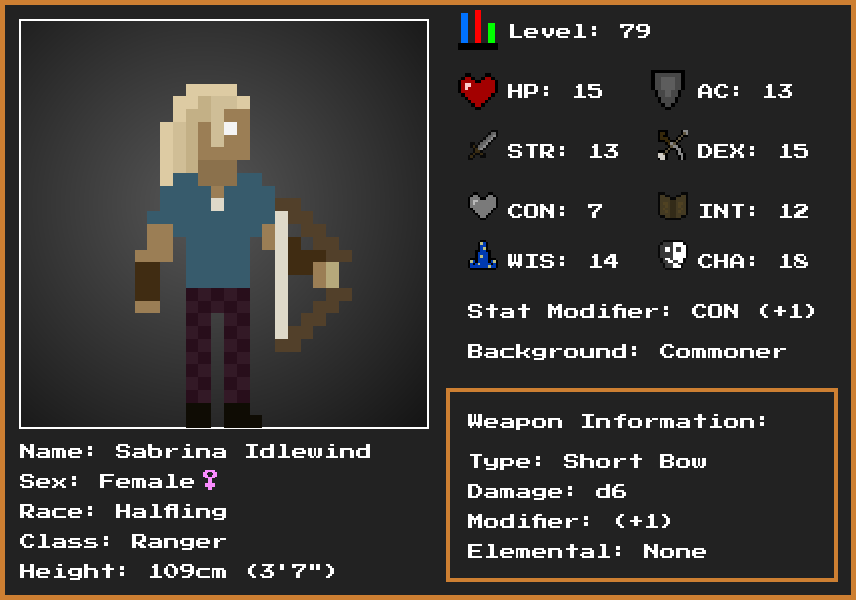 Level: 79
HP: 15 AC: 13
STR: 13 DEX: 15
CON: 7 INT: 12
WIS: 14 CHA: 18
Stat Modifier: CON (+1)
Background: Commoner
Weapon Information:
Type: Short Bow
Damage: d6
Modifier: (+1)
Elemental: None
Name: Sabrina Idlewind
Sex: Female♀
Race: Halfling
Class: Ranger
Height: 109cm (3'7")